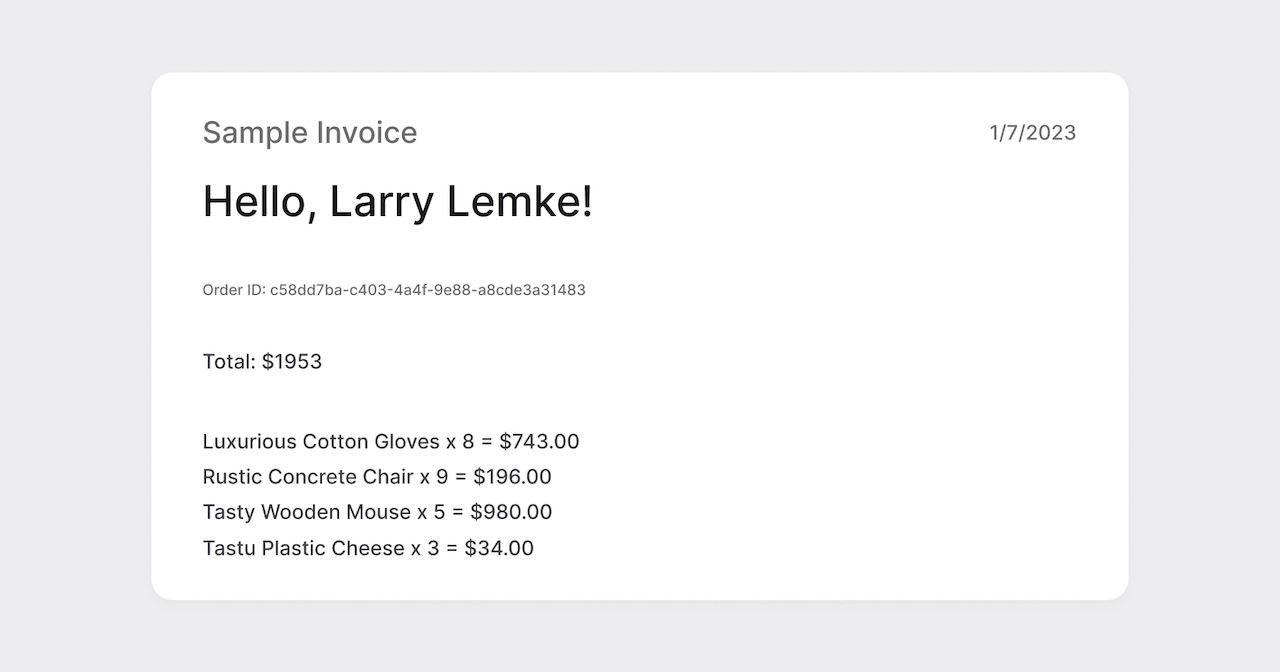 Sample Invoice
1/7/2023
Hello, Larry Lemke!
Order ID: c58dd7ba-c403-4a4f-9e88-a8cde3a31483
Total: $1953
Luxurious Cotton Gloves x 8 = $743.00
Rustic Concrete Chair x 9 = $196.00
Tasty Wooden Mouse x 5 = $980.00
Tastu Plastic Cheese x 3 = $34.00